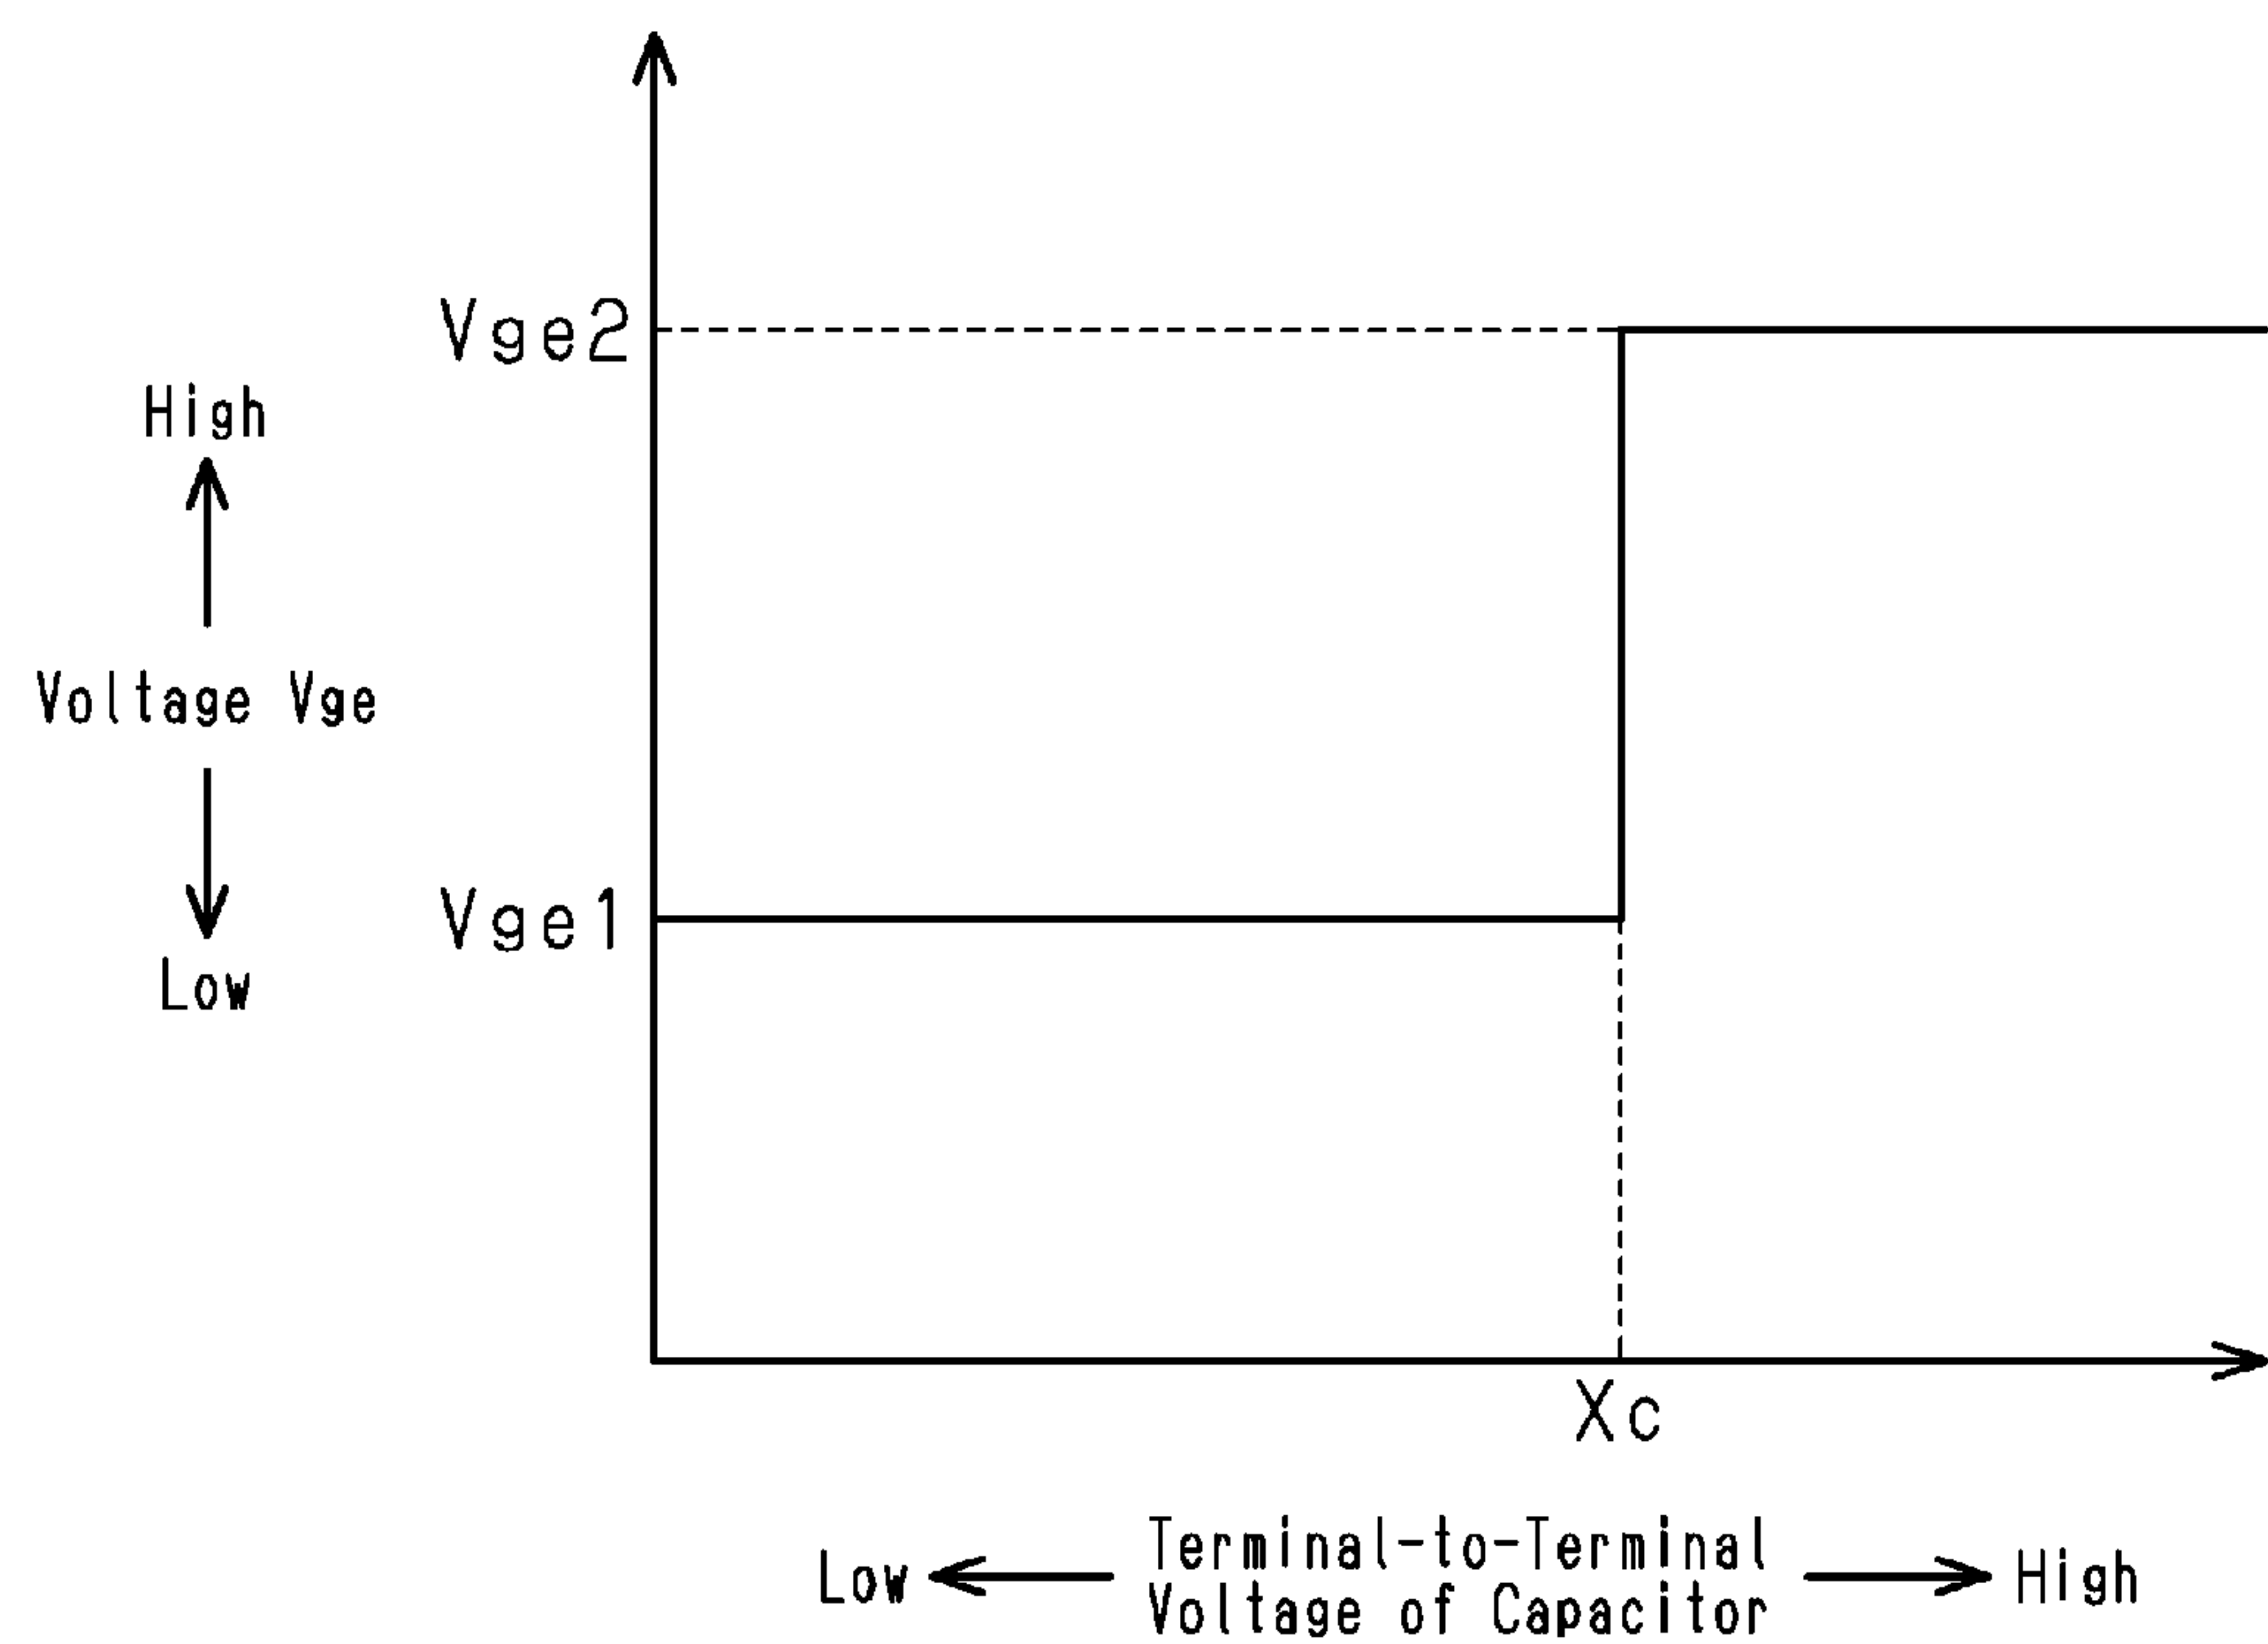 Vge2
High
Voltage Vge
Vge1
Low
Xc
Low
Terminal-to-Terminal
Voltage of Capacitor
High